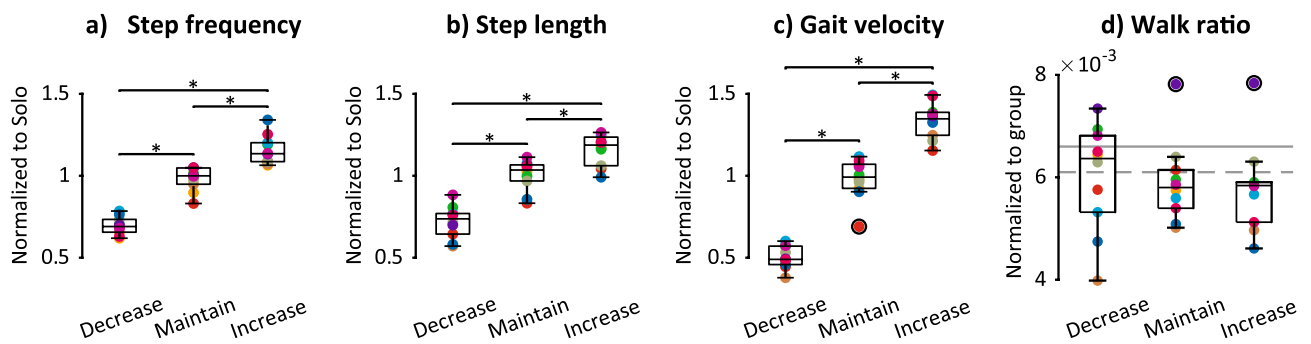 a) Step frequency
Normalized to Solo
1.5
1
0.5
*
*
*
Decrease
Maintain
Increase
b) Step length
Normalized to Solo
1.5
1
0.5
*
*
*
Decrease
Maintain
Increase
c) Gait velocity
Normalized to Solo
1.5
1
0.5
*
*
*
Decrease
Maintain
Increase
d) Walk ratio
Normalized to group
8
×10⁻³
6
4
Decrease
Maintain
Increase